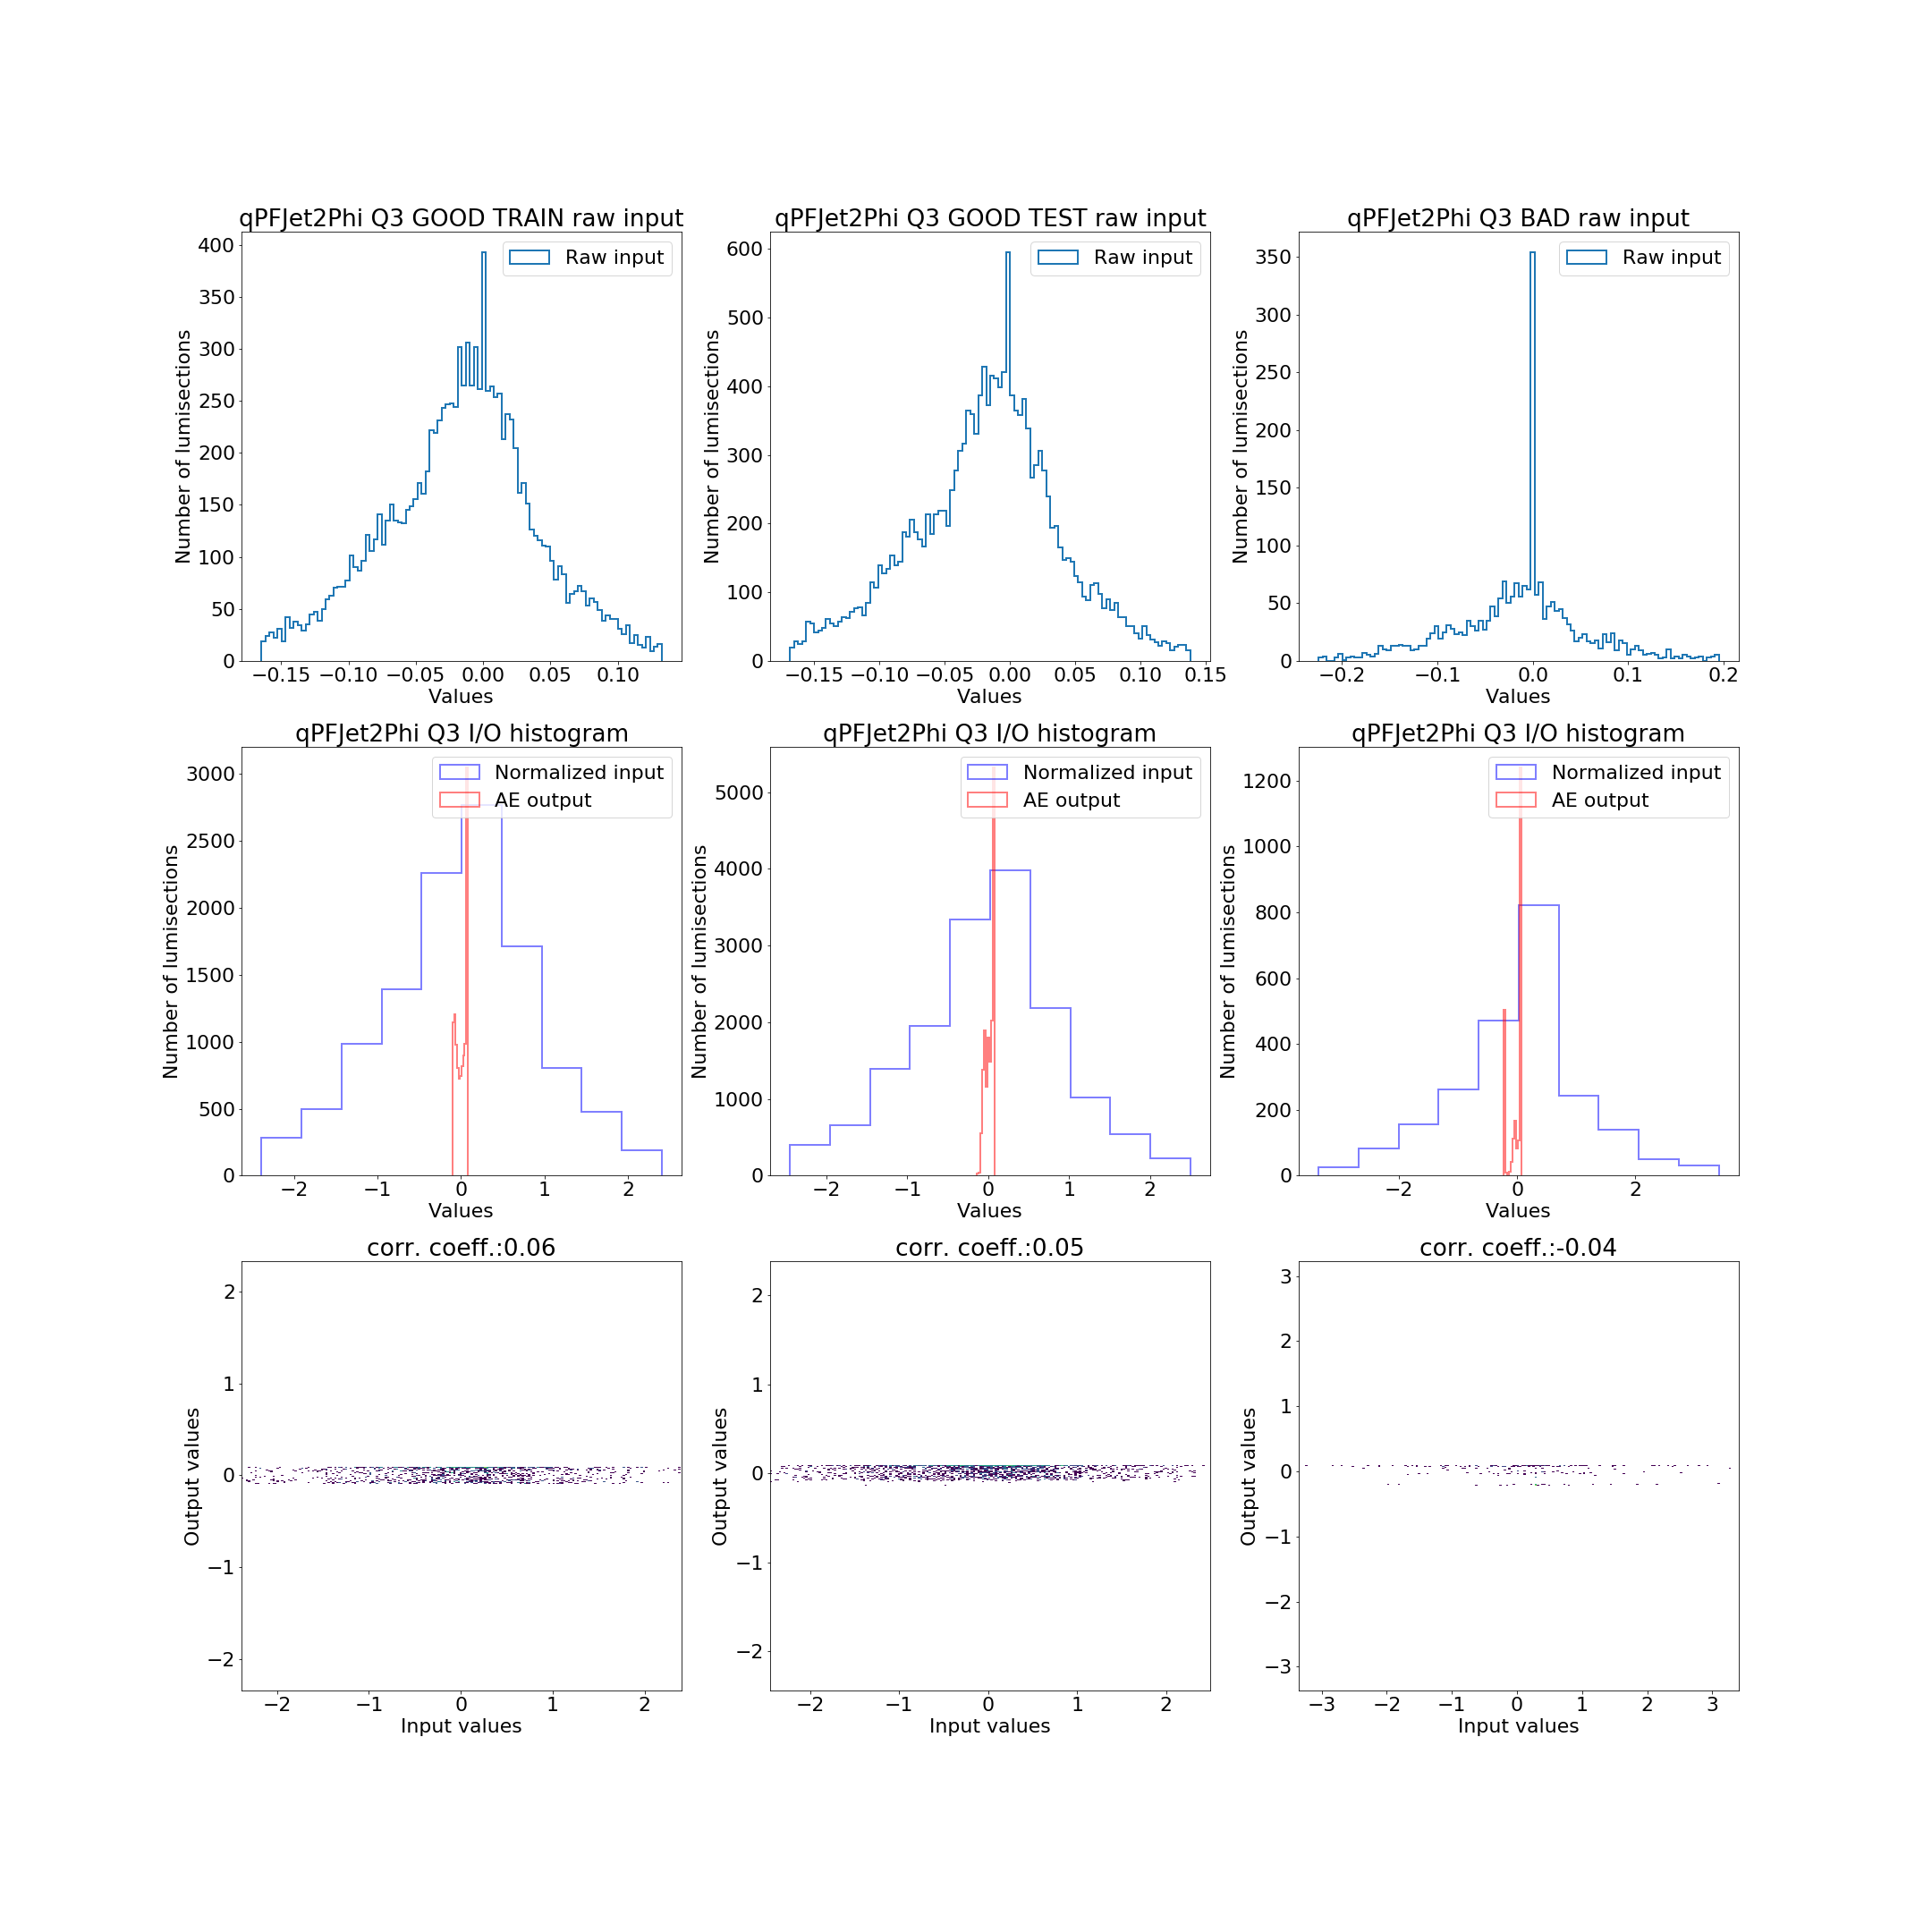 qPFJet2Phi Q3 GOOD TRAIN raw input
Number of lumisections
400
350
300
250
200
150
100
50
0
Raw input
−0.15 −0.10 −0.05 0.00 0.05 0.10
Values
qPFJet2Phi Q3 GOOD TEST raw input
Number of lumisections
600
500
400
300
200
100
0
Raw input
−0.15 −0.10 −0.05 0.00 0.05 0.10 0.15
Values
qPFJet2Phi Q3 BAD raw input
Number of lumisections
350
300
250
200
150
100
50
0
Raw input
−0.2 −0.1 0.0 0.1 0.2
Values
qPFJet2Phi Q3 I/O histogram
Number of lumisections
3000
2500
2000
1500
1000
500
0
Normalized input
AE output
−2 −1 0 1 2
Values
qPFJet2Phi Q3 I/O histogram
Number of lumisections
5000
4000
3000
2000
1000
0
Normalized input
AE output
−2 −1 0 1 2
Values
qPFJet2Phi Q3 I/O histogram
Number of lumisections
1200
1000
800
600
400
200
0
Normalized input
AE output
−2 0 2
Values
corr. coeff.:0.06
Output values
2
1
0
−1
−2
−2 −1 0 1 2
Input values
corr. coeff.:0.05
Output values
2
1
0
−1
−2
−2 −1 0 1 2
Input values
corr. coeff.:-0.04
Output values
3
2
1
0
−1
−2
−3
−3 −2 −1 0 1 2 3
Input values